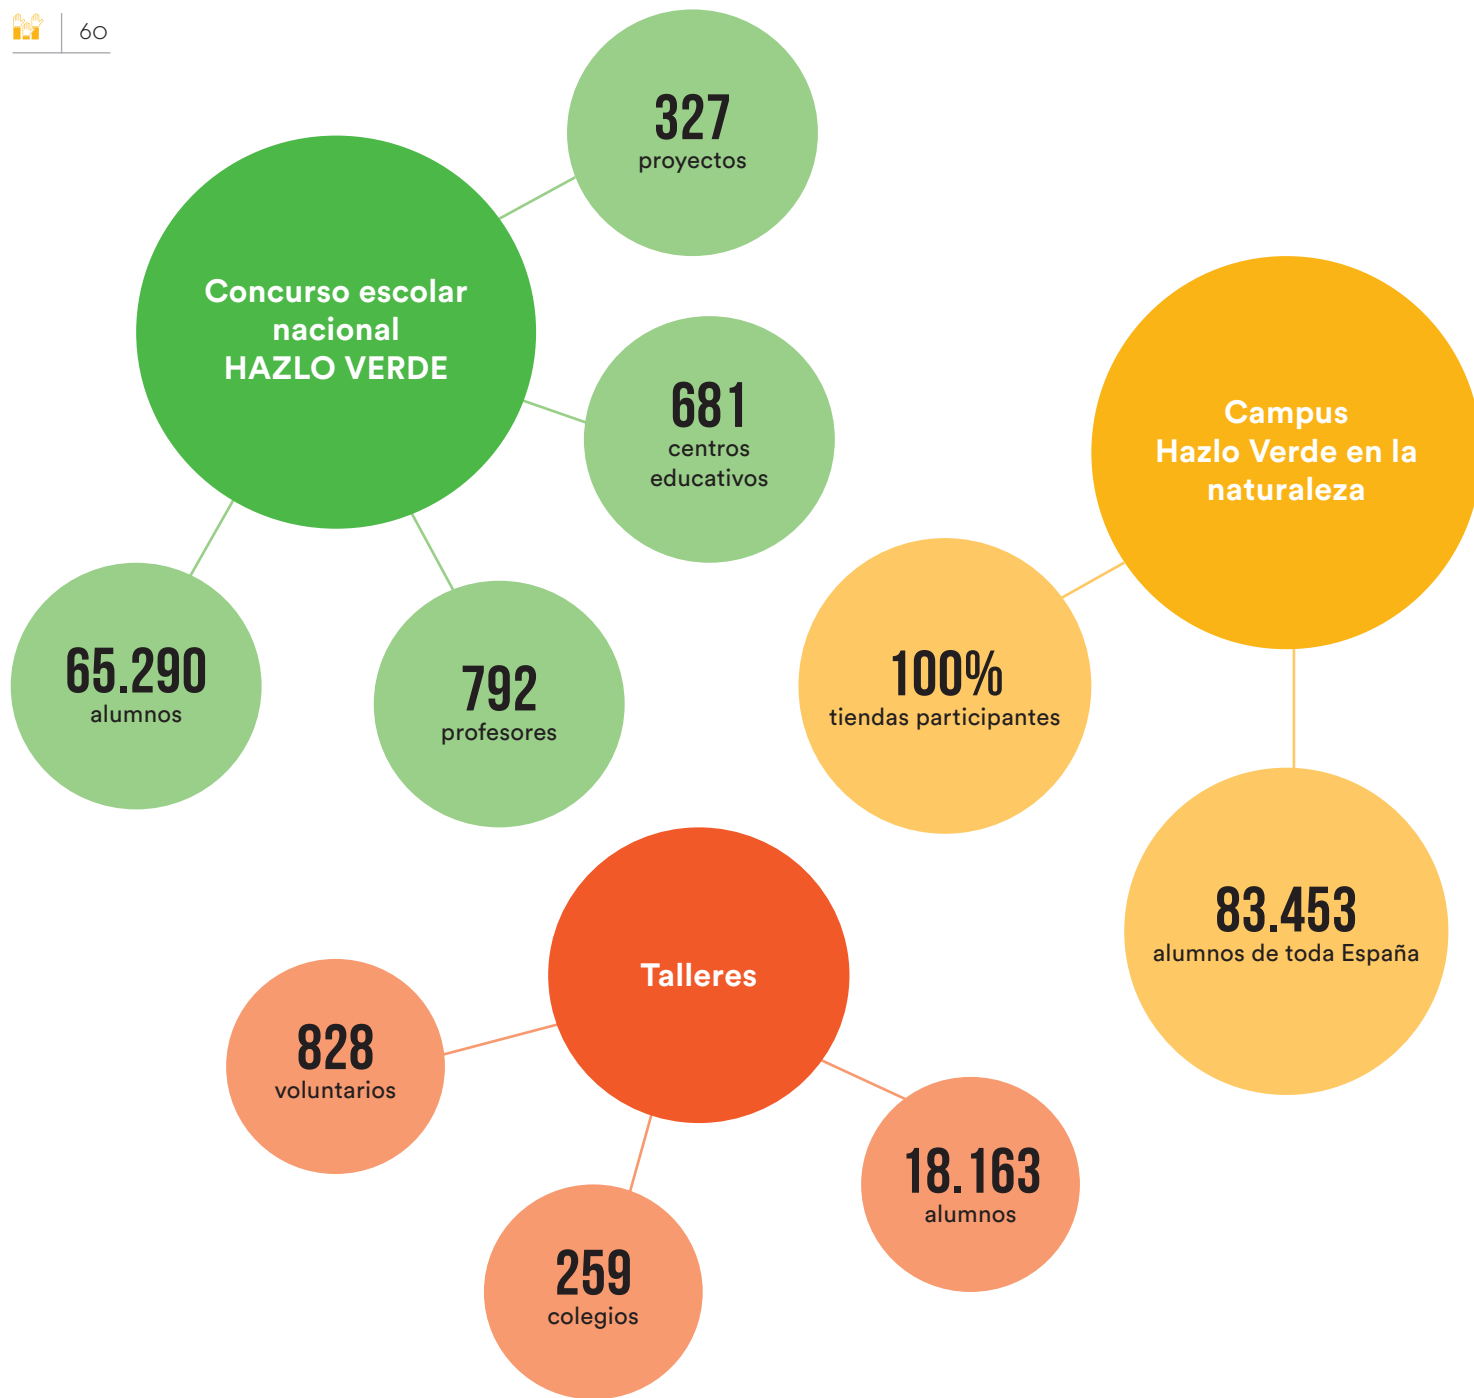 60
327
proyectos
Concurso escolar
nacional
HAZLO VERDE
681
centros
educativos
65.290
alumnos
792
profesores
Campus
Hazlo Verde en la
naturaleza
100%
tiendas participantes
83.453
alumnos de toda España
Talleres
828
voluntarios
259
colegios
18.163
alumnos